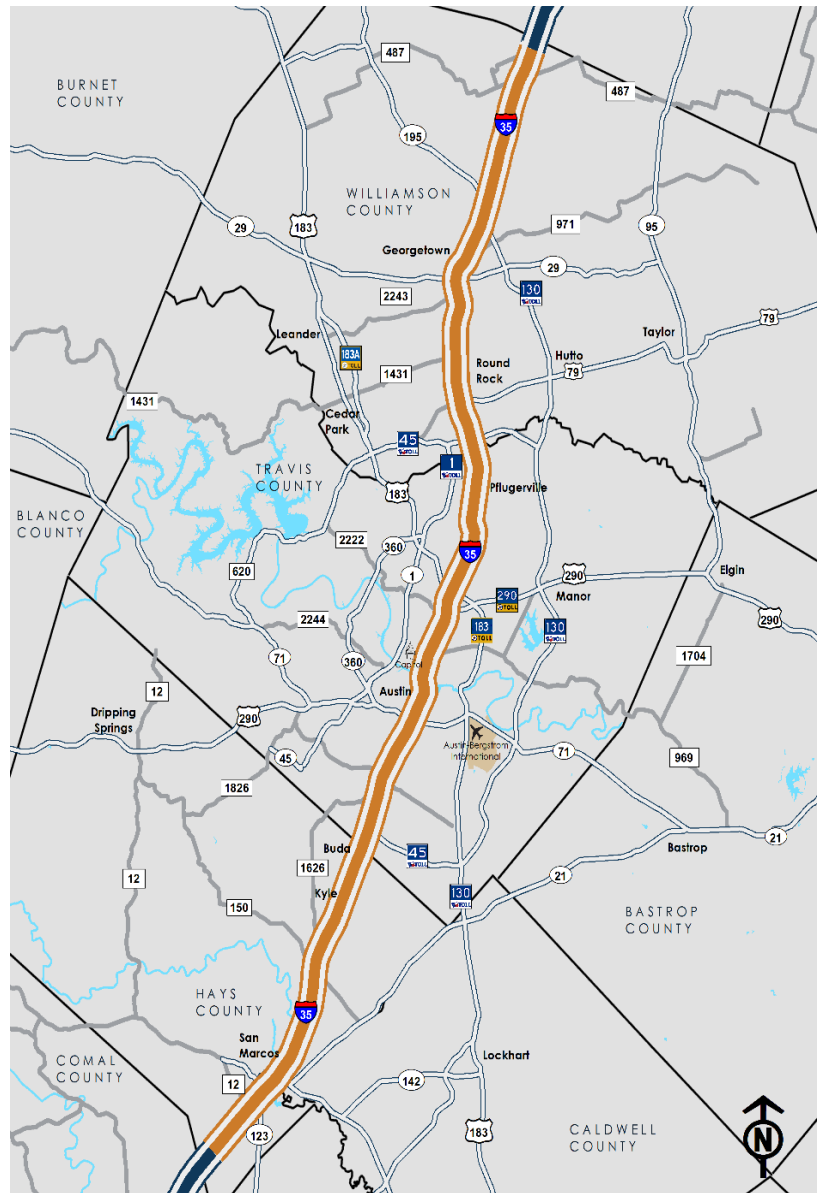 487
BURNET
COUNTY
487
35
195
WILLIAMSON
COUNTY
183
971
95
29
Georgetown
29
130
TOLL
2243
79
Leander
Taylor
183A
TOLL
Hutto
Round
Rock
1431
79
1431
Cedar
Park
45
TOLL
1
TOLL
TRAVIS
COUNTY
183
Pflugerville
BLANCO
COUNTY
2222
360
35
620
1
290
Elgin
290
TOLL
Manor
290
2244
183
TOLL
130
TOLL
71
360
Capitol
1704
12
Austin
Dripping
Springs
290
45
Austin-Bergstrom
International
71
969
1826
Buda
45
TOLL
21
Bastrop
1626
12
Kyle
21
130
TOLL
150
BASTROP
COUNTY
HAYS
COUNTY
35
San
Marcos
Lockhart
COMAL
COUNTY
12
142
123
183
CALDWELL
COUNTY
N